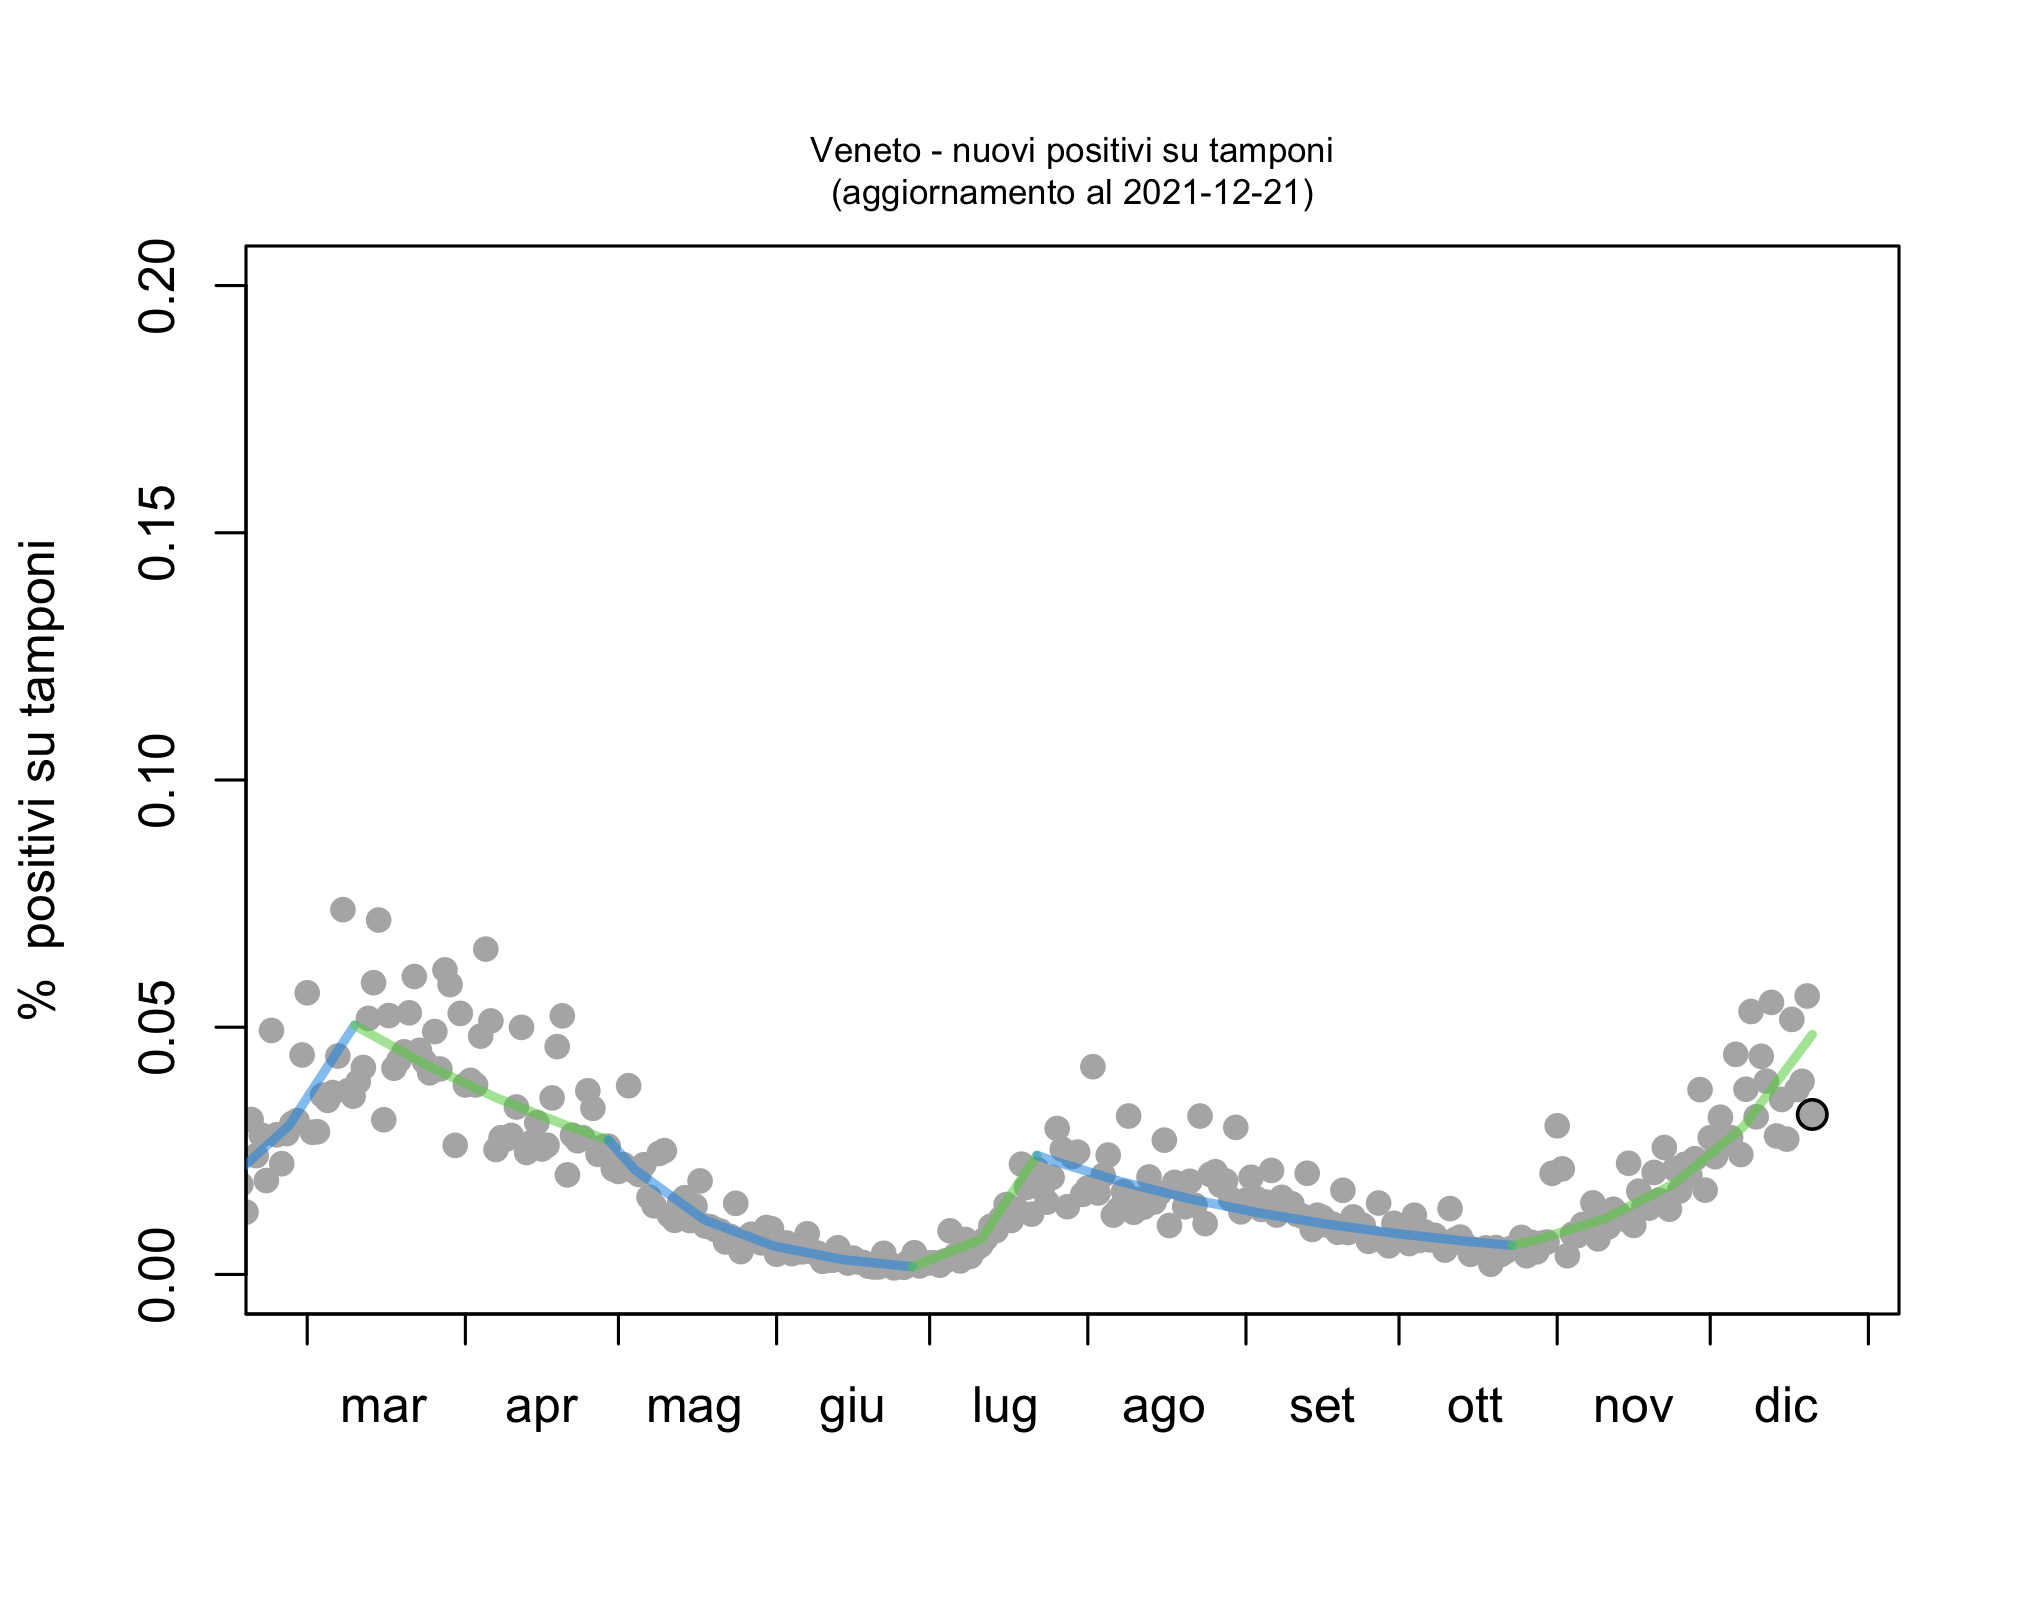 Veneto - nuovi positivi su tamponi
(aggiornamento al 2021-12-21)
% positivi su tamponi
0.20
0.15
0.10
0.05
0.00
mar apr mag giu lug ago set ott nov dic